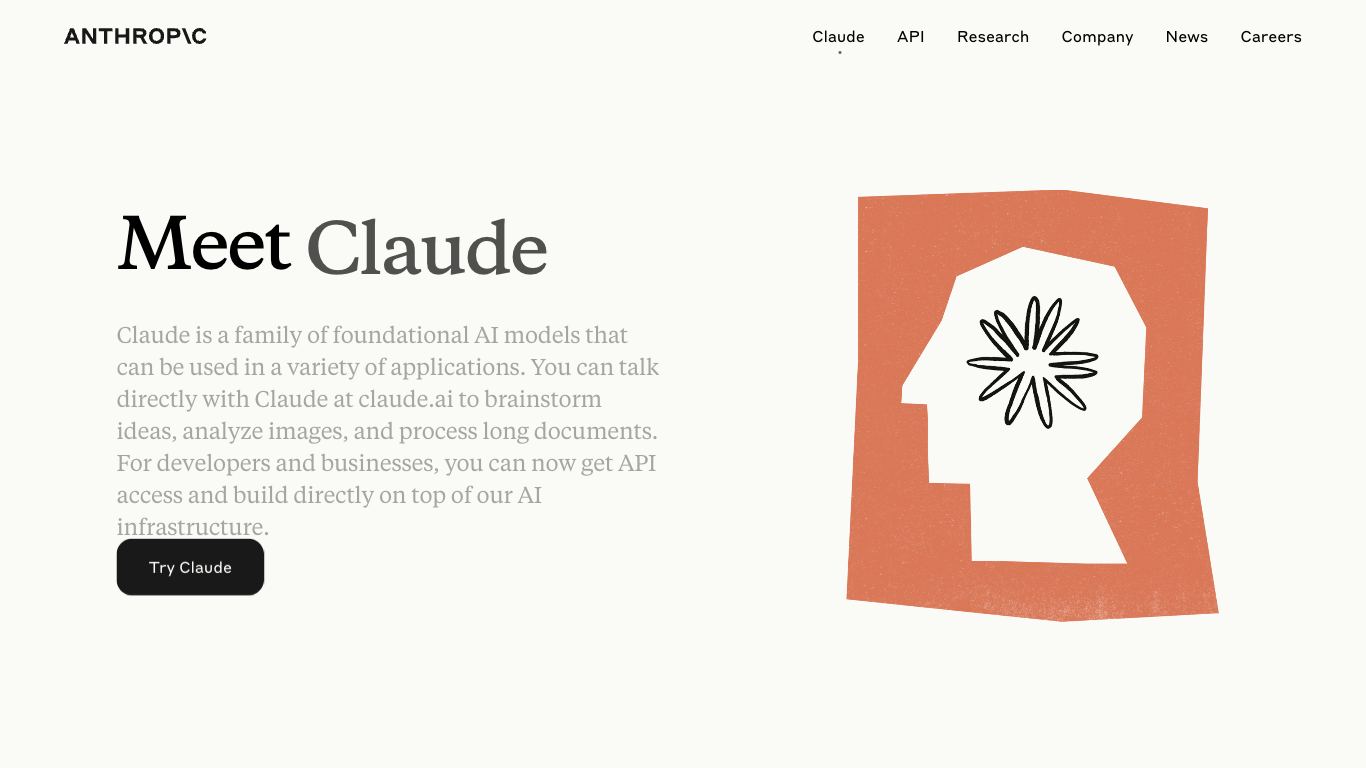 ANTHROP\C
Claude
API
Research
Company
News
Careers
Meet Claude
Claude is a family of foundational AI models that
can be used in a variety of applications. You can talk
directly with Claude at claude.ai to brainstorm
ideas, analyze images, and process long documents.
For developers and businesses, you can now get API
access and build directly on top of our AI
infrastructure.
Try Claude